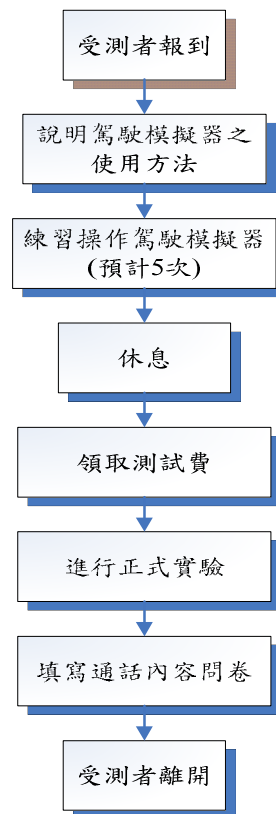 受測者報到
說明駕駛模擬器之
使用方法
練習操作駕駛模擬器
(預計5次)
休息
領取測試費
進行正式實驗
填寫通話內容問卷
受測者離開